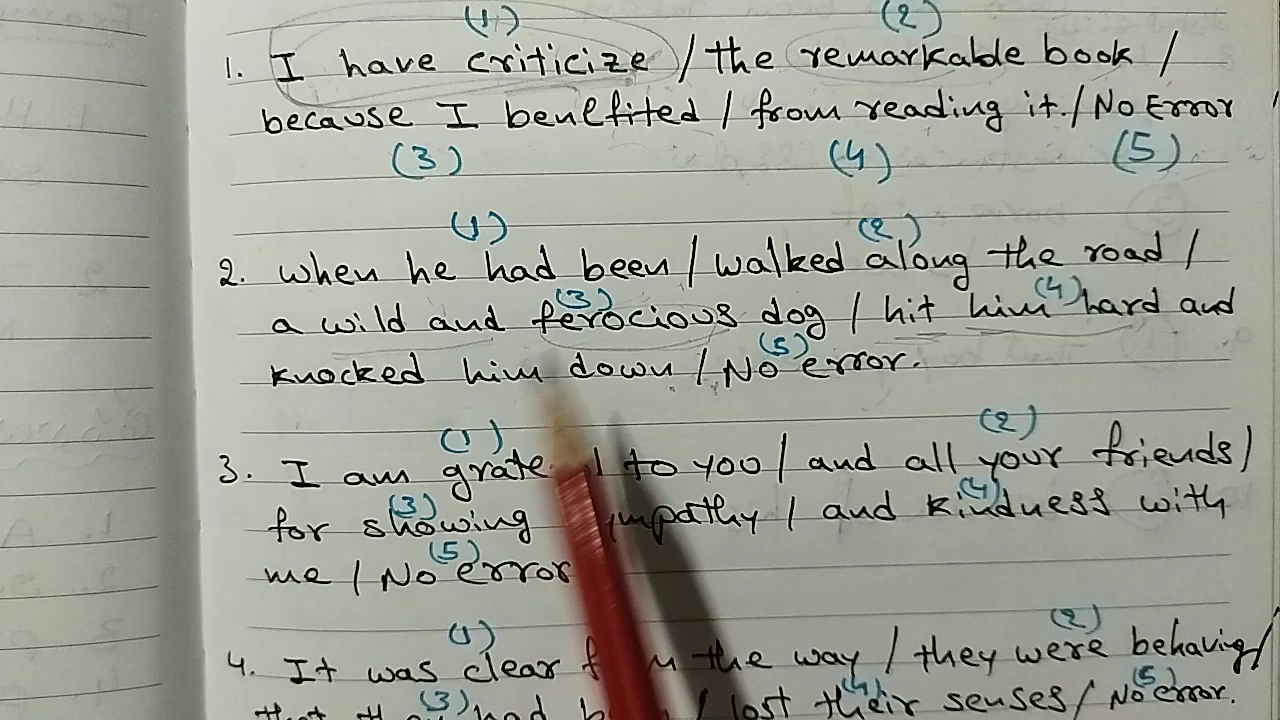 (1) (2)
1. I have criticize / the remarkable book /
because I benefited / from reading it. / No Error
(3) (4) (5)
(1) (2)
2. when he had been / walked along the road /
(3) (4)
a wild and ferocious dog / hit him hard and
(5)
knocked him down / No error.
(1) (2)
3. I am to you / and all your friends /
(3) (4)
for showing / and kindness with
(5)
me / No error
(1) (2)
4. It was clear the way / they were behaving /
(3) (4) (5)
had / lost their senses / No error.